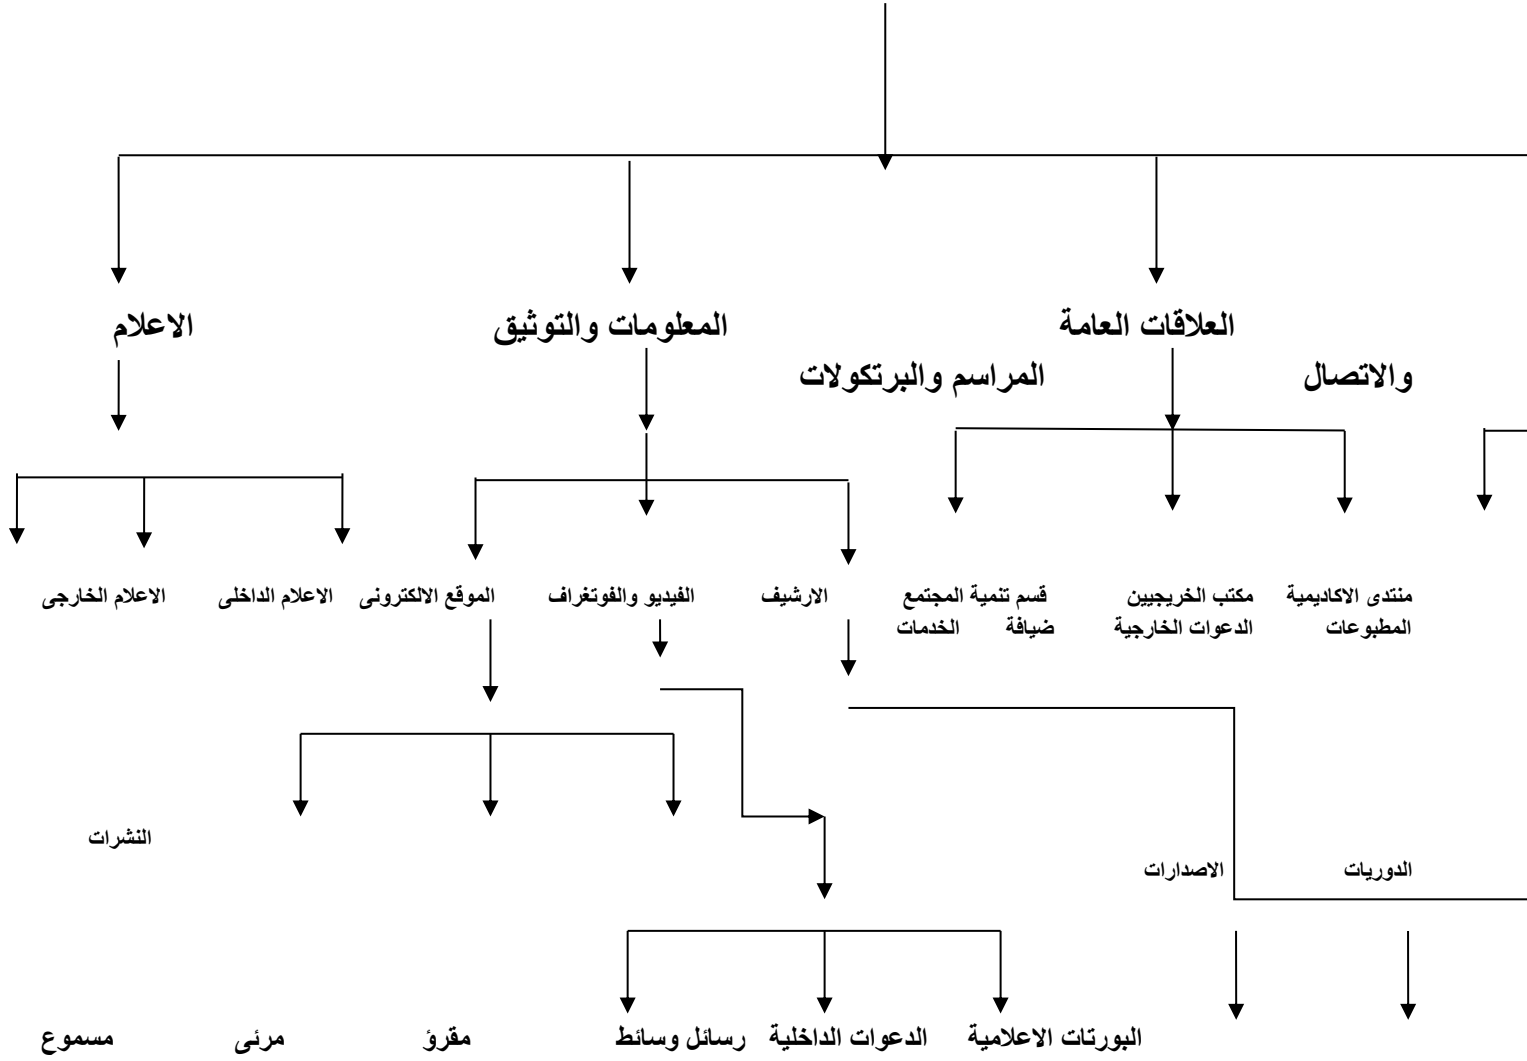 العلاقات العامة المعلومات والتوثيق الاعلام
والاتصال المراسم والبرتكولات
منتدى الاكاديمية مكتب الخريجيين قسم تنمية المجتمع الارشيف الفيديو والفوتغراف الموقع الالكترونى الاعلام الداخلى الاعلام الخارجى
المطبوعات الدعوات الخارجية ضيافة الخدمات
النشرات
الدوريات الاصدارات
البورتات الاعلامية الدعوات الداخلية رسائل وسائط مقرؤ مرئى مسموع